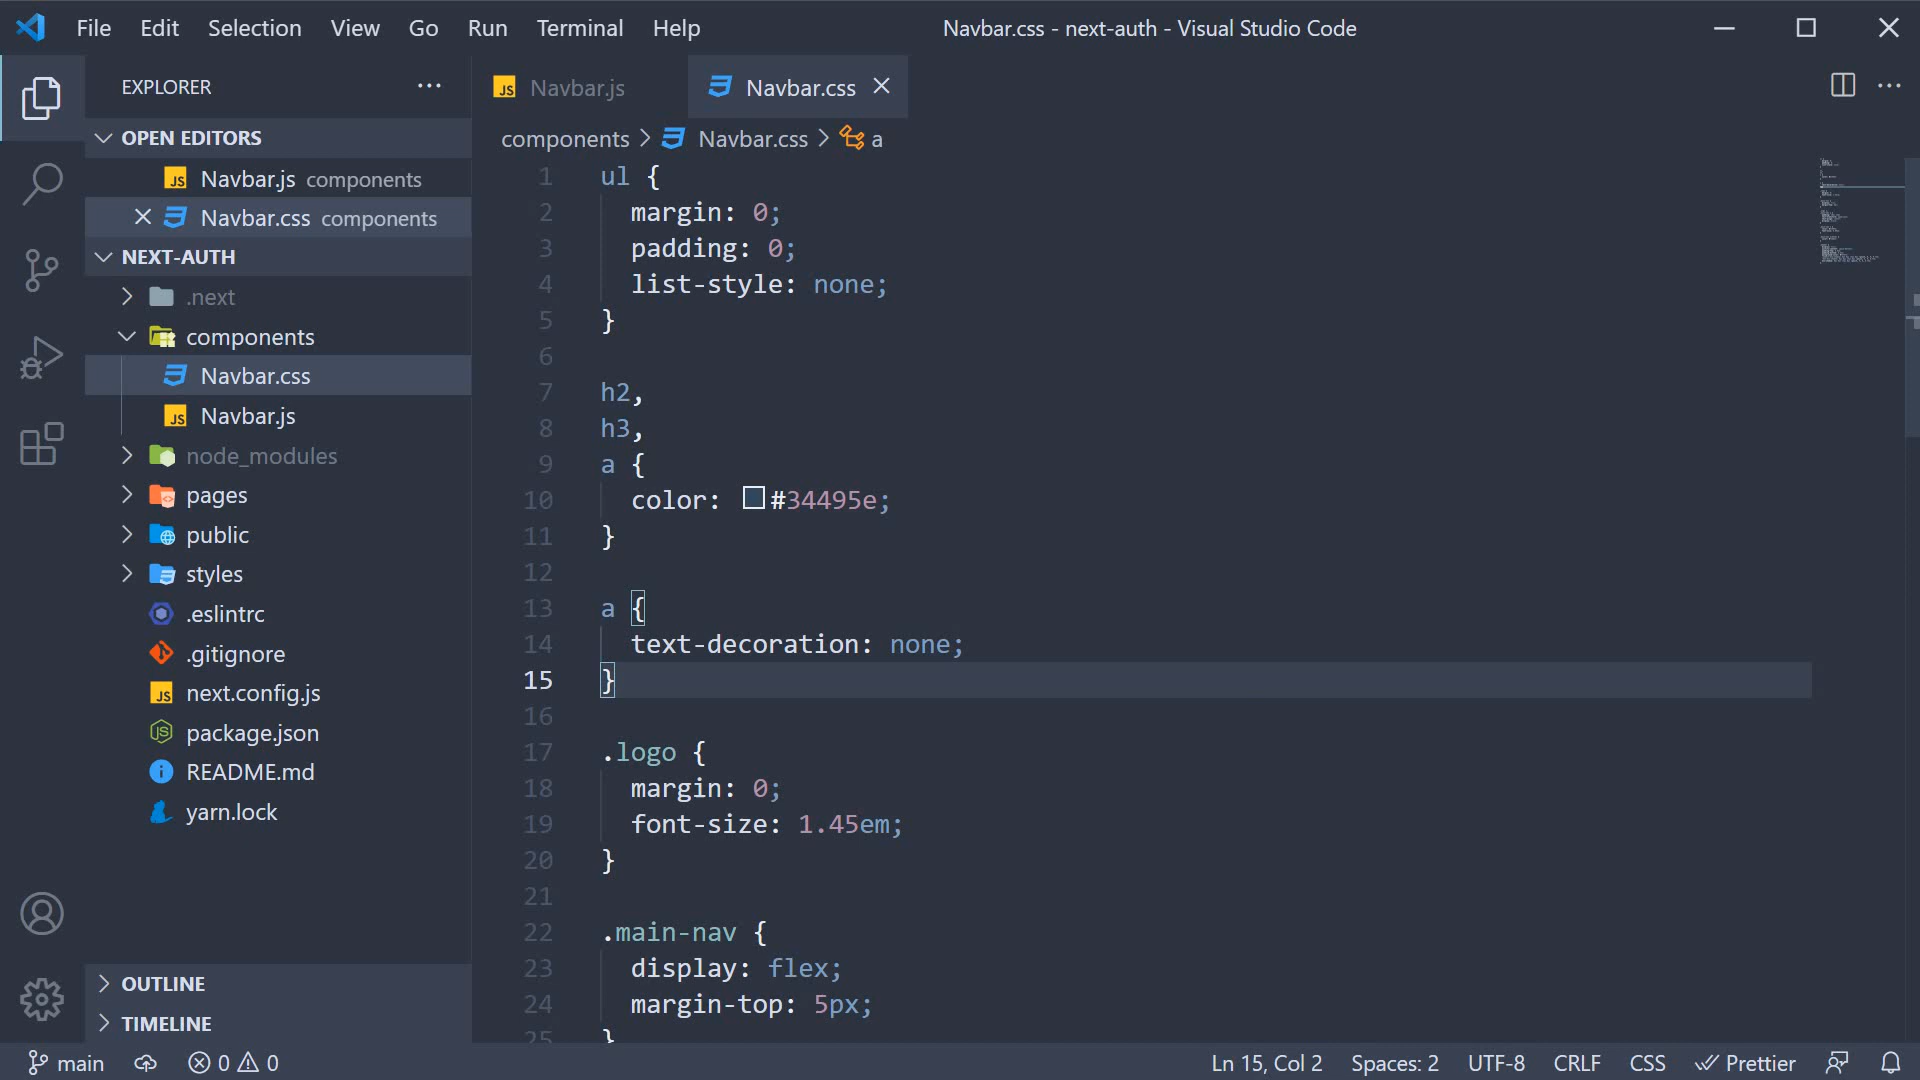 File Edit Selection View Go Run Terminal Help
Navbar.css - next-auth - Visual Studio Code
EXPLORER
OPEN EDITORS
Navbar.js components
Navbar.css components
NEXT-AUTH
.next
components
Navbar.css
Navbar.js
node_modules
pages
public
styles
.eslintrc
.gitignore
next.config.js
package.json
README.md
yarn.lock
OUTLINE
TIMELINE
Navbar.js Navbar.css
components > Navbar.css > a
1 ul {
2 margin: 0;
3 padding: 0;
4 list-style: none;
5 }
6
7 h2,
8 h3,
9 a {
10 color: #34495e;
11 }
12
13 a {
14 text-decoration: none;
15 }
16
17 .logo {
18 margin: 0;
19 font-size: 1.45em;
20 }
21
22 .main-nav {
23 display: flex;
24 margin-top: 5px;
25 }
main 0 0 Ln 15, Col 2 Spaces: 2 UTF-8 CRLF CSS Prettier